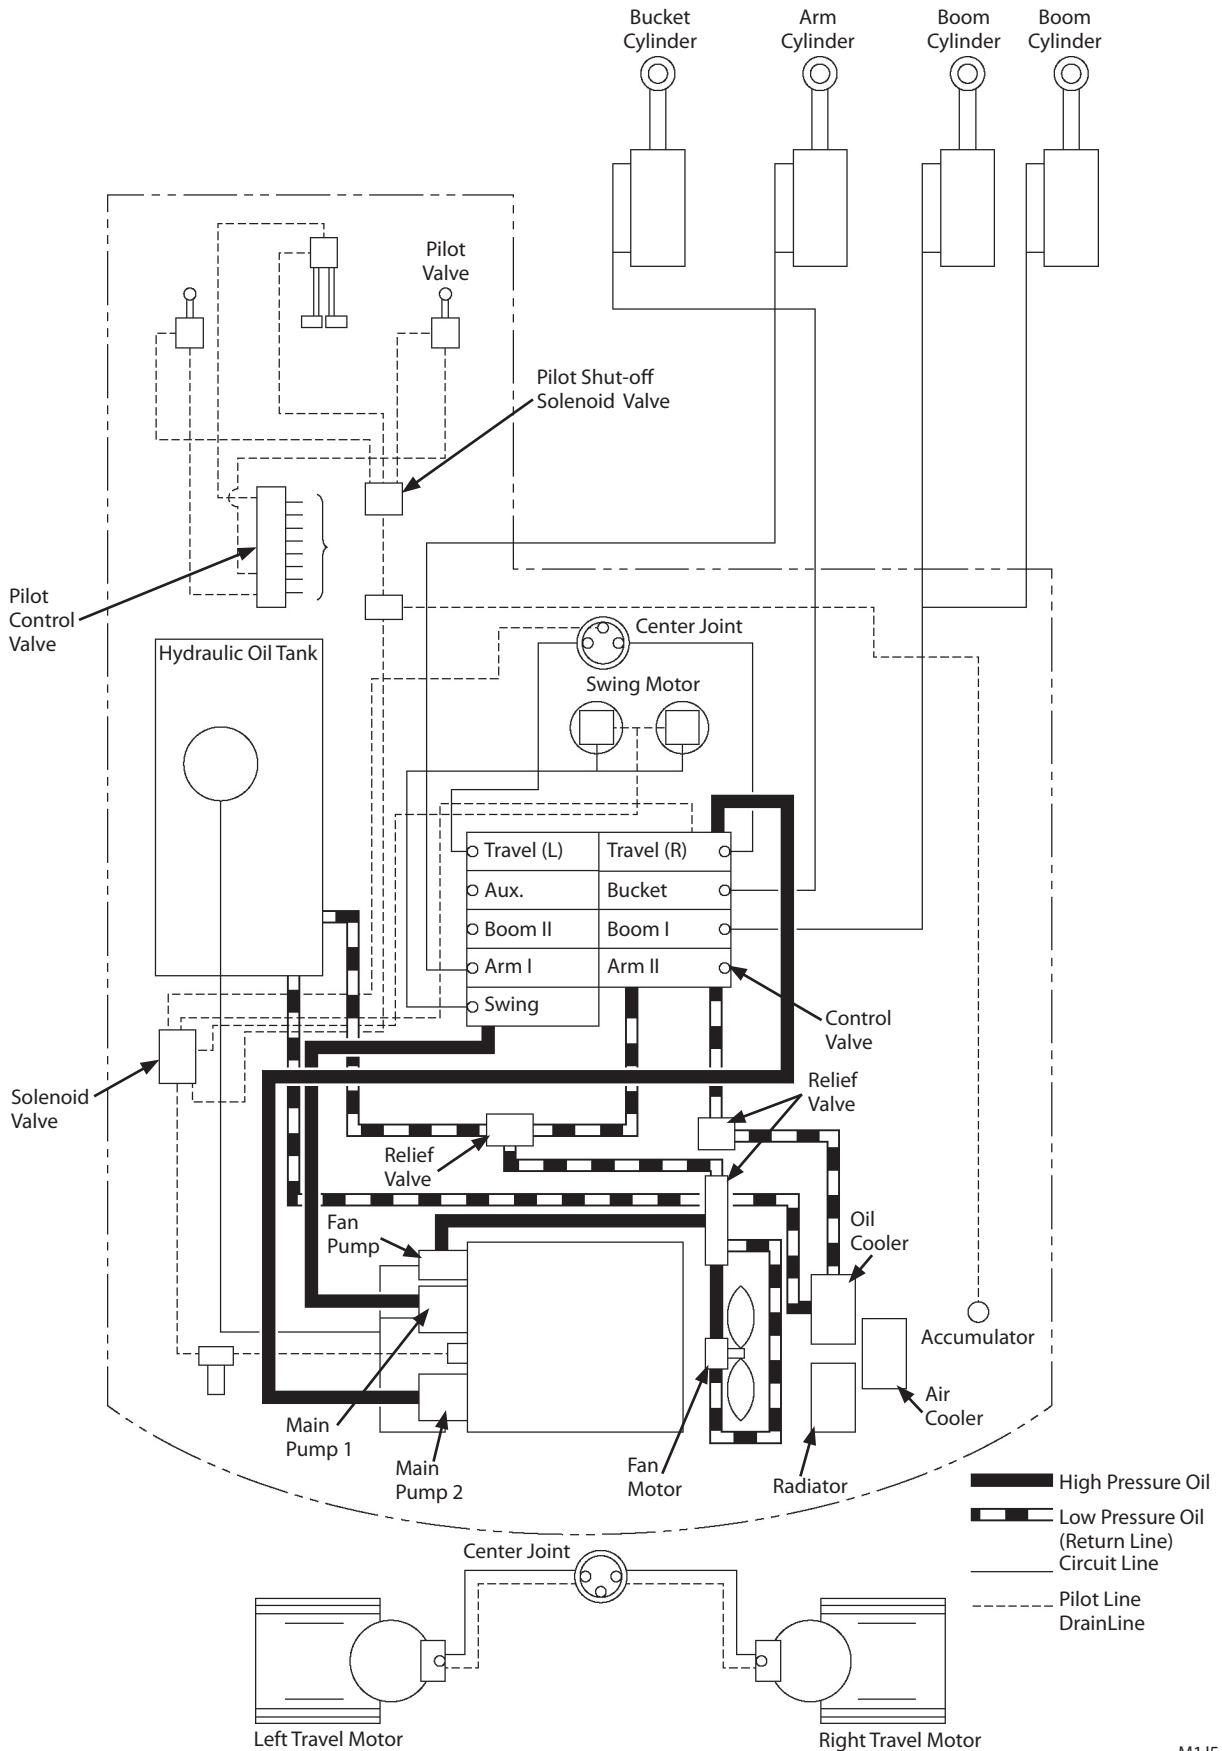 Bucket
Cylinder
Arm
Cylinder
Boom
Cylinder
Boom
Cylinder
Pilot
Valve
Pilot Shut-off
Solenoid Valve
Pilot
Control
Valve
Hydraulic Oil Tank
Center Joint
Swing Motor
Travel (L)
Travel (R)
Aux.
Bucket
Boom II
Boom I
Arm I
Arm II
Swing
Control
Valve
Solenoid
Valve
Relief
Valve
Relief
Valve
Fan
Pump
Oil
Cooler
Accumulator
Air
Cooler
Main
Pump 1
Main
Pump 2
Fan
Motor
Radiator
High Pressure Oil
Low Pressure Oil
(Return Line)
Circuit Line
Pilot Line
DrainLine
Center Joint
Left Travel Motor
Right Travel Motor